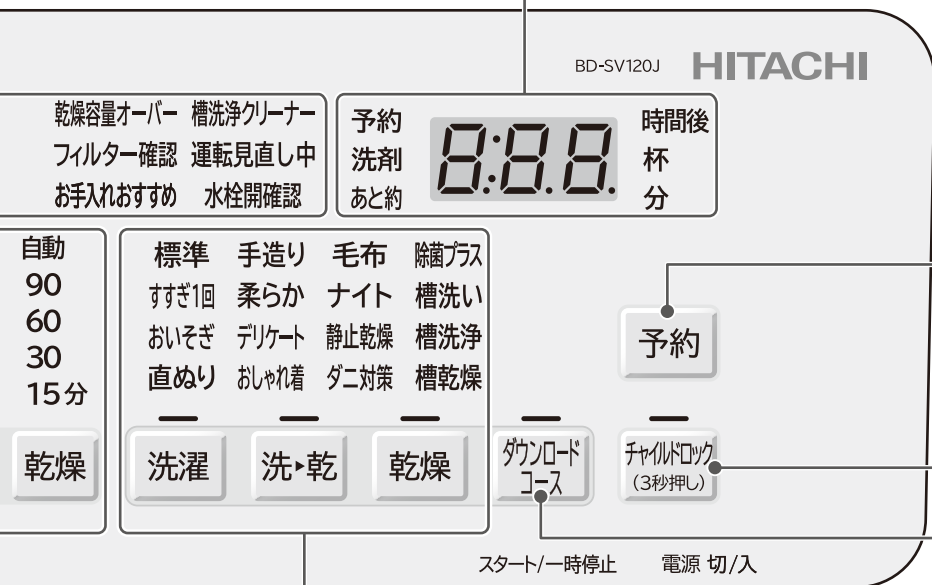 BD-SV120J HITACHI
乾燥容量オーバー 槽洗浄クリーナー
フィルター確認 運転見直し中
お手入れおすすめ 水栓開確認
予約 8:8.8. 時間後
洗剤 杯
あと約 分
自動
90
60
30
15分
標準 手造り 毛布 除菌プラス
すすぎ1回 柔らか ナイト 槽洗い
おいそぎ デリケート 静止乾燥 槽洗浄
直ぬり おしゃれ着 ダニ対策 槽乾燥
予約
乾燥
洗濯 洗▸乾 乾燥
ダウンロード
コース
チャイルドロック
(3秒押し)
スタート/一時停止 電源 切/入